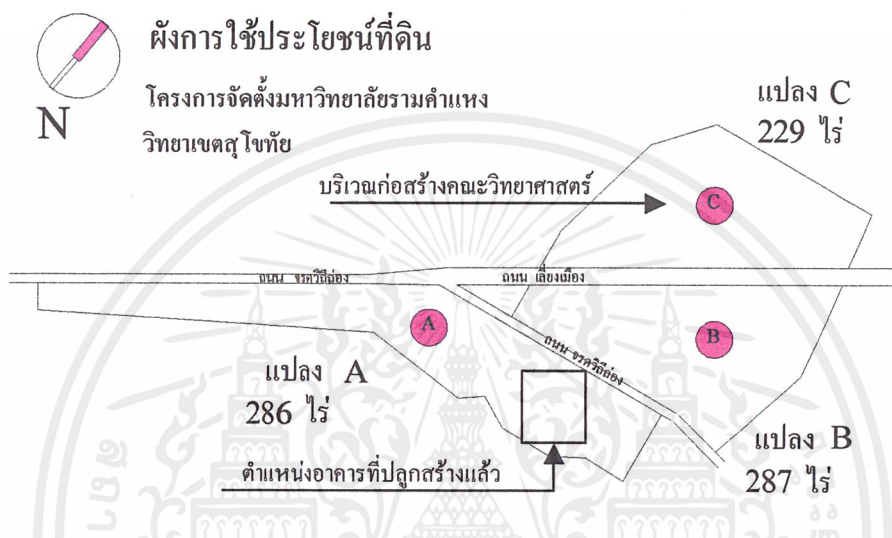 ผังการใช้ประโยชน์ที่ดิน
โครงการจัดตั้งมหาวิทยาลัยรามคำแหง
วิทยาเขตสุโขทัย
N
แปลง C
229 ไร่
บริเวณก่อสร้างคณะวิทยาศาสตร์
C
ถนน จรดวิถีถ่อง
ถนน เลี่ยงเมือง
A
B
ถนน จรดวิถีถ่อง
แปลง A
286 ไร่
แปลง B
287 ไร่
ตำแหน่งอาคารที่ปลูกสร้างแล้ว